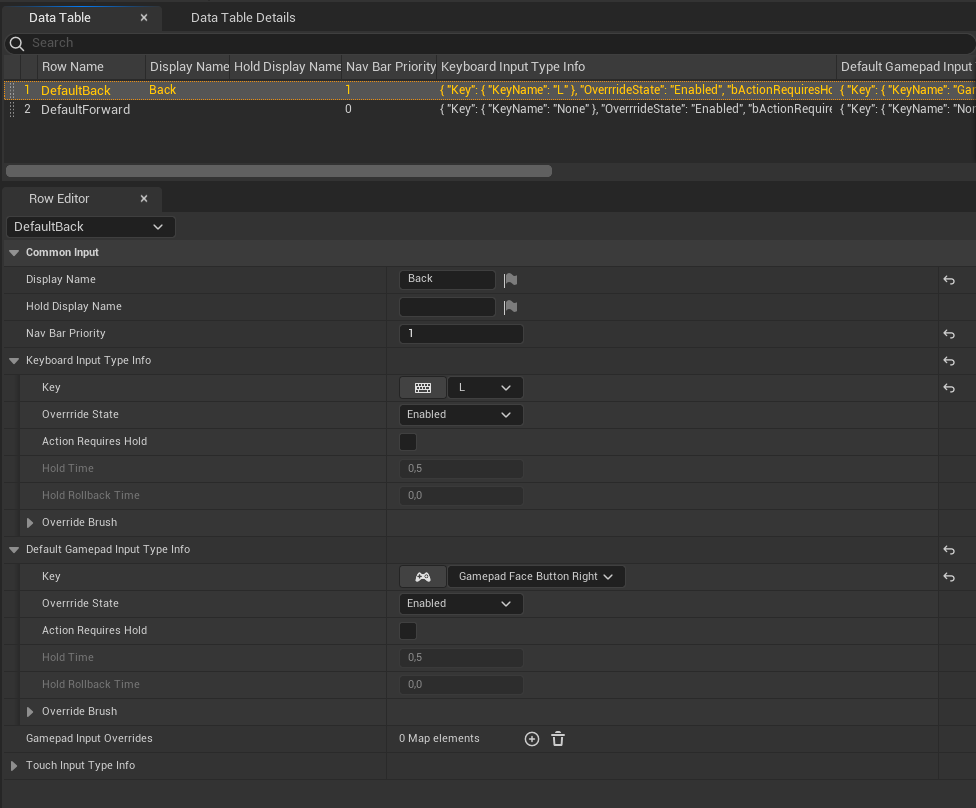 Data Table
Data Table Details
Search
Row Name Display Name Hold Display Name Nav Bar Priority Keyboard Input Type Info Default Gamepad Input
1 DefaultBack Back 1 { "Key": { "KeyName": "L" }, "OverrrideState": "Enabled", "bActionRequiresHo { "Key": { "KeyName": "Gar
2 DefaultForward 0 { "Key": { "KeyName": "None" }, "OverrrideState": "Enabled", "bActionRequire { "Key": { "KeyName": "Nor
Row Editor
DefaultBack
Common Input
Display Name Back
Hold Display Name
Nav Bar Priority 1
Keyboard Input Type Info
Key L
Overrride State Enabled
Action Requires Hold
Hold Time 0,5
Hold Rollback Time 0,0
Override Brush
Default Gamepad Input Type Info
Key Gamepad Face Button Right
Overrride State Enabled
Action Requires Hold
Hold Time 0,5
Hold Rollback Time 0,0
Override Brush
Gamepad Input Overrides 0 Map elements
Touch Input Type Info